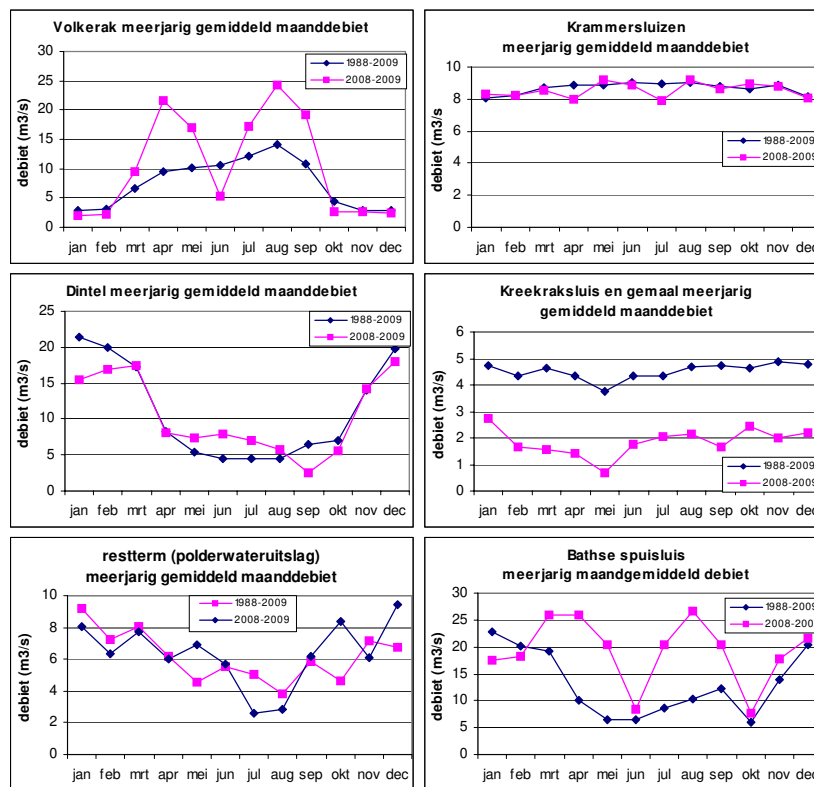 Volkerak meerjarig gemiddeld maanddebiet
debiet (m3/s)
30
25
20
15
10
5
0
1988-2009
2008-2009
jan feb mrt apr mei jun jul aug sep okt nov dec
Krammersluizen
meerjarig gemiddeld maanddebiet
debiet (m3/s
10
8
6
4
2
0
1988-2009
2008-2009
jan feb mrt apr mei jun jul aug sep okt nov dec
Dintel meerjarig gemiddeld maanddebiet
debiet (m3/s)
25
20
15
10
5
0
1988-2009
2008-2009
jan feb mrt apr mei jun jul aug sep okt nov dec
Kreekraksluis en gemaal meerjarig
gemiddeld maanddebiet
debiet (m3/s)
6
5
4
3
2
1
0
1988-2009
2008-2009
jan feb mrt apr mei jun jul aug sep okt nov dec
restterm (polderwateruitslag)
meerjarig gemiddeld maanddebiet
debiet (m3/s)
10
8
6
4
2
0
1988-2009
2008-2009
jan feb mrt apr mei jun jul aug sep okt nov dec
Bathse spuisluis
meerjarig maandgemiddeld debiet
debiet (m3/s)
30
25
20
15
10
5
0
1988-2009
2008-2009
jan feb mrt apr mei jun jul aug sep okt nov dec